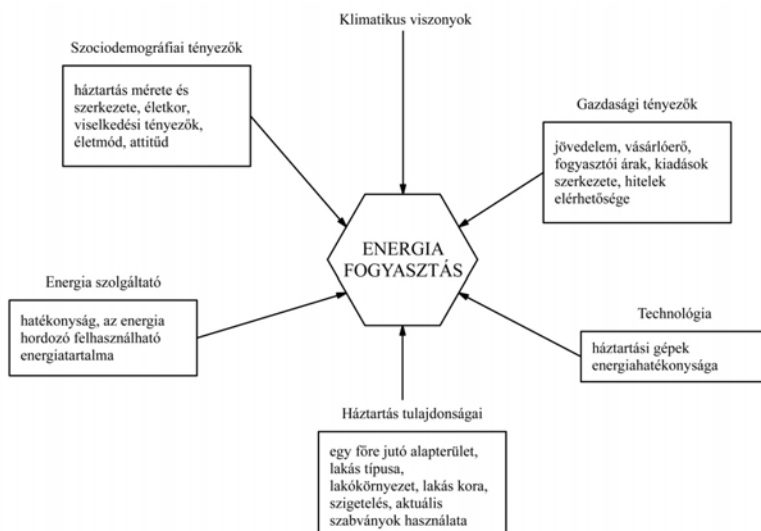 Klimatikus viszonyok
Szociodemográfiai tényezők
háztartás mérete és
szerkezete, életkor,
viselkedési tényezők,
életmód, attitűd
Gazdasági tényezők
jövedelem, vásárlóerő,
fogyasztói árak, kiadások
szerkezete, hitelek
elérhetősége
ENERGIA
FOGYASZTÁS
Energia szolgáltató
hatékonyság, az energia
hordozó felhasználható
energiatartalma
Technológia
háztartási gépek
energiahatékonysága
Háztartás tulajdonságai
egy főre jutó alapterület,
lakás típusa,
lakókörnyezet, lakás kora,
szigetelés, aktuális
szabványok használata